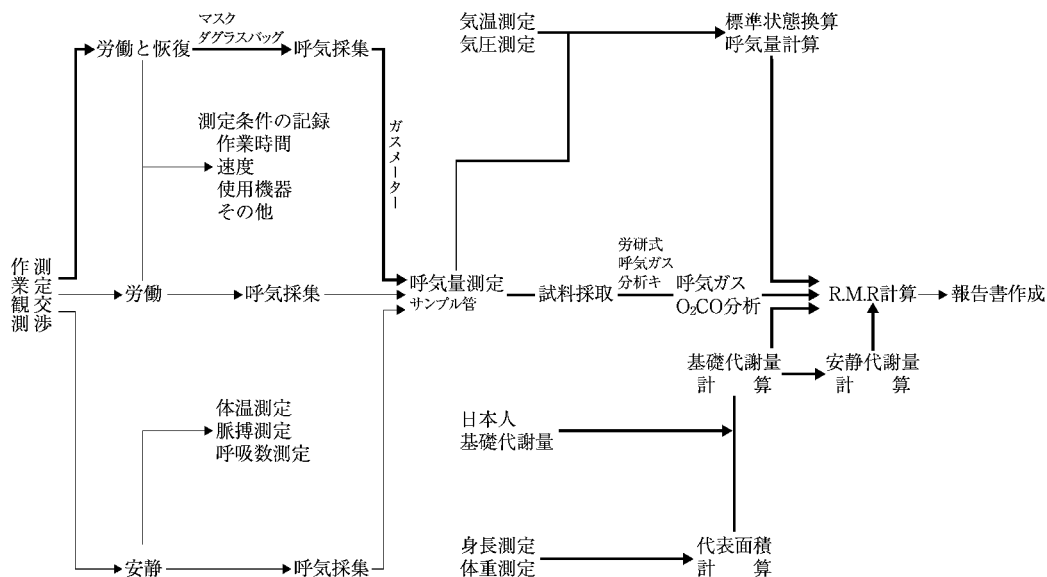 マスク
ダグラスバッグ
労働と恢復
呼気採集
気温測定
気圧測定
標準状態換算
呼気量計算
測定条件の記録
作業時間
速度
使用機器
その他
ガスメーター
作業観測
測定交渉
労働
呼気採集
呼気量測定
サンプル管
試料採取
労研式
呼気ガス
分析キ
呼気ガス
O₂CO分析
R.M.R計算
報告書作成
基礎代謝量
計 算
安静代謝量
計 算
体温測定
脈搏測定
呼吸数測定
日本人
基礎代謝量
安静
呼気採集
身長測定
体重測定
代表面積
計 算